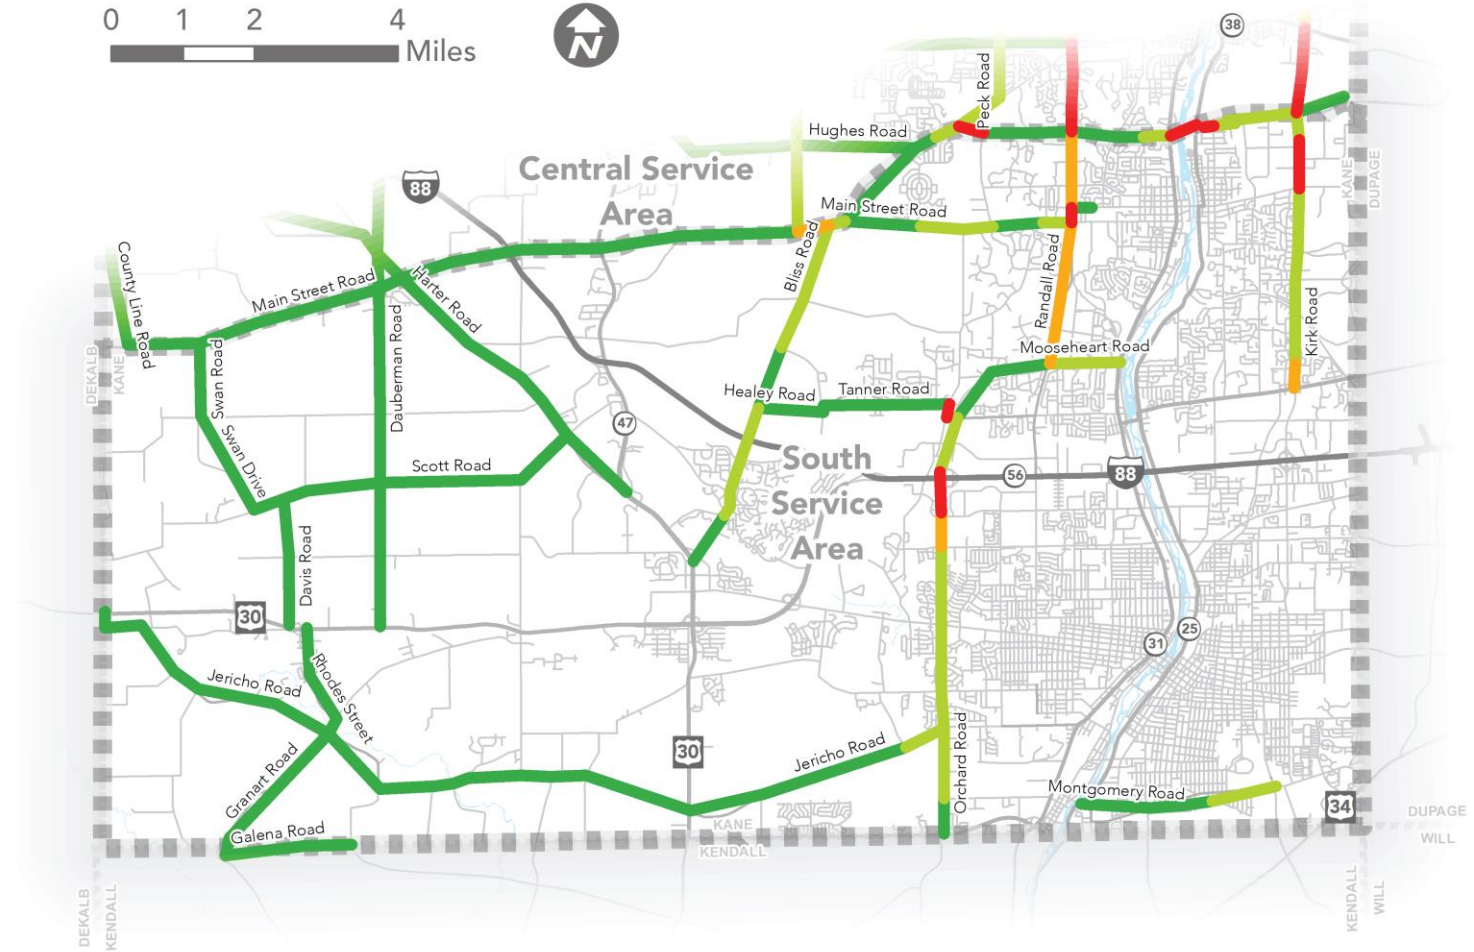 0 1 2 4
Miles
N
38
Peck Road
Hughes Road
88
Central Service
Area
KANE
DUPAGE
Main Street Road
County Line Road
Bliss Road
Main Street Road
Harter Road
Randall Road
Kirk Road
Dauberman Road
DEKALB
KANE
Swan Road
Mooseheart Road
Healey Road
Tanner Road
47
Swan Drive
Scott Road
South
Service
Area
56
88
Davis Road
30
31
25
Jericho Road
Rhodes Street
Orchard Road
Jericho Road
30
Granart Road
Montgomery Road
34
Galena Road
KANE
KENDALL
DUPAGE
WILL
DEKALB
KENDALL
KENDALL
WILL